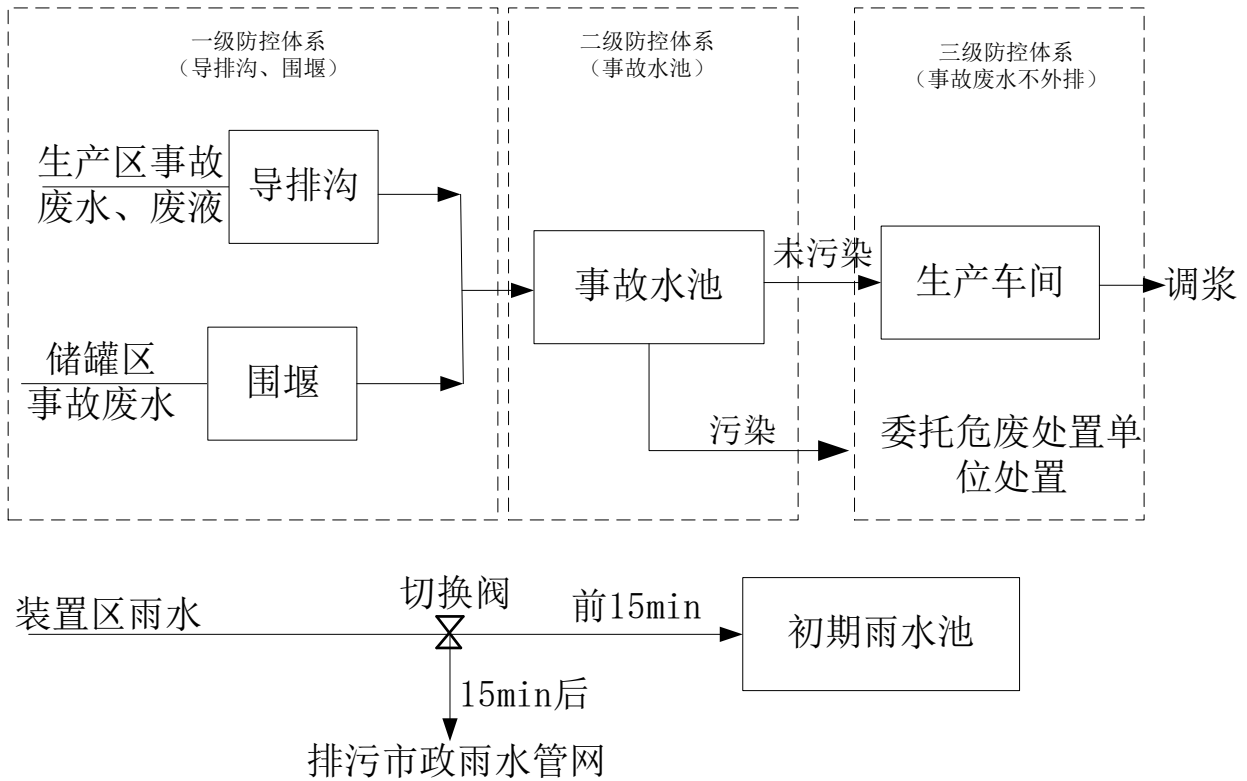 一级防控体系
（导排沟、围堰）
二级防控体系
（事故水池）
三级防控体系
（事故废水不外排）
生产区事故
废水、废液
导排沟
储罐区
事故废水
围堰
事故水池
未污染
生产车间
调浆
污染
委托危废处置单
位处置
装置区雨水
切换阀
前15min
初期雨水池
15min后
排污市政雨水管网